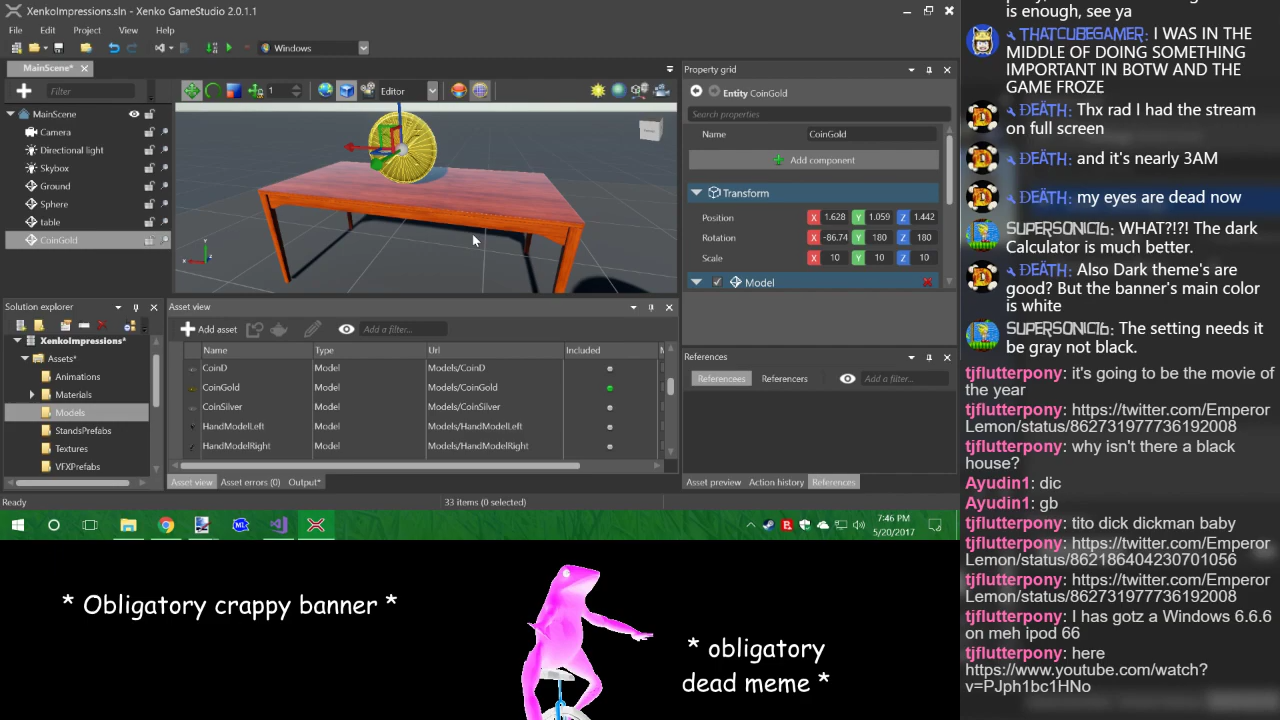 XenkoImpressions.sln - Xenko GameStudio 2.0.1.1
File Edit Project View Help
Windows
MainScene*
Filter
1
Editor
MainScene
Camera
Directional light
Skybox
Ground
Sphere
table
CoinGold
Property grid
Entity CoinGold
Search properties
Name CoinGold
Add component
Transform
Position X 1.628 Y 1.059 Z 1.442
Rotation X -86.74 Y 180 Z 180
Scale X 10 Y 10 Z 10
Model
Solution explorer
XenkoImpressions*
Assets*
Animations
Materials
Models
StandsPrefabs
Textures
VFXPrefabs
Asset view
Add asset
Add a filter...
Name Type Url Included
CoinD Model Models/CoinD
CoinGold Model Models/CoinGold
CoinSilver Model Models/CoinSilver
HandModelLeft Model Models/HandModelLeft
HandModelRight Model Models/HandModelRight
Asset view Asset errors (0) Output*
References
Referencees Referencers
Add a filter...
Asset preview Action history References
Ready
33 items (0 selected)
7:46 PM
5/20/2017
* Obligatory crappy banner *
* obligatory
dead meme *
is enough, see ya
THATCUBEGAMER: I WAS IN THE
MIDDLE OF DOING SOMETHING
IMPORTANT IN BOTW AND THE
GAME FROZE
DEÄTH: Thx rad I had the stream
on full screen
DEÄTH: and it's nearly 3AM
DEÄTH: my eyes are dead now
SUPERSONIC16: WHAT?!?! The dark
Calculator is much better.
DEÄTH: Also Dark theme's are
good? But the banner's main color
is white
SUPERSONIC16: The setting needs it
be gray not black.
tjflutterpony: it's going to be the movie of
the year
tjflutterpony: https://twitter.com/Emperor
Lemon/status/862731977736192008
tjflutterpony: why isn't there a black
house?
Ayudin1: dic
Ayudin1: gb
tjflutterpony: tito dick dickman baby
tjflutterpony: https://twitter.com/Emperor
Lemon/status/862186404230701056
tjflutterpony: https://twitter.com/Emperor
Lemon/status/862731977736192008
tjflutterpony: I has gotz a Windows 6.6.6
on meh ipod 66
tjflutterpony: here
https://www.youtube.com/watch?
v=PJph1bc1HNo